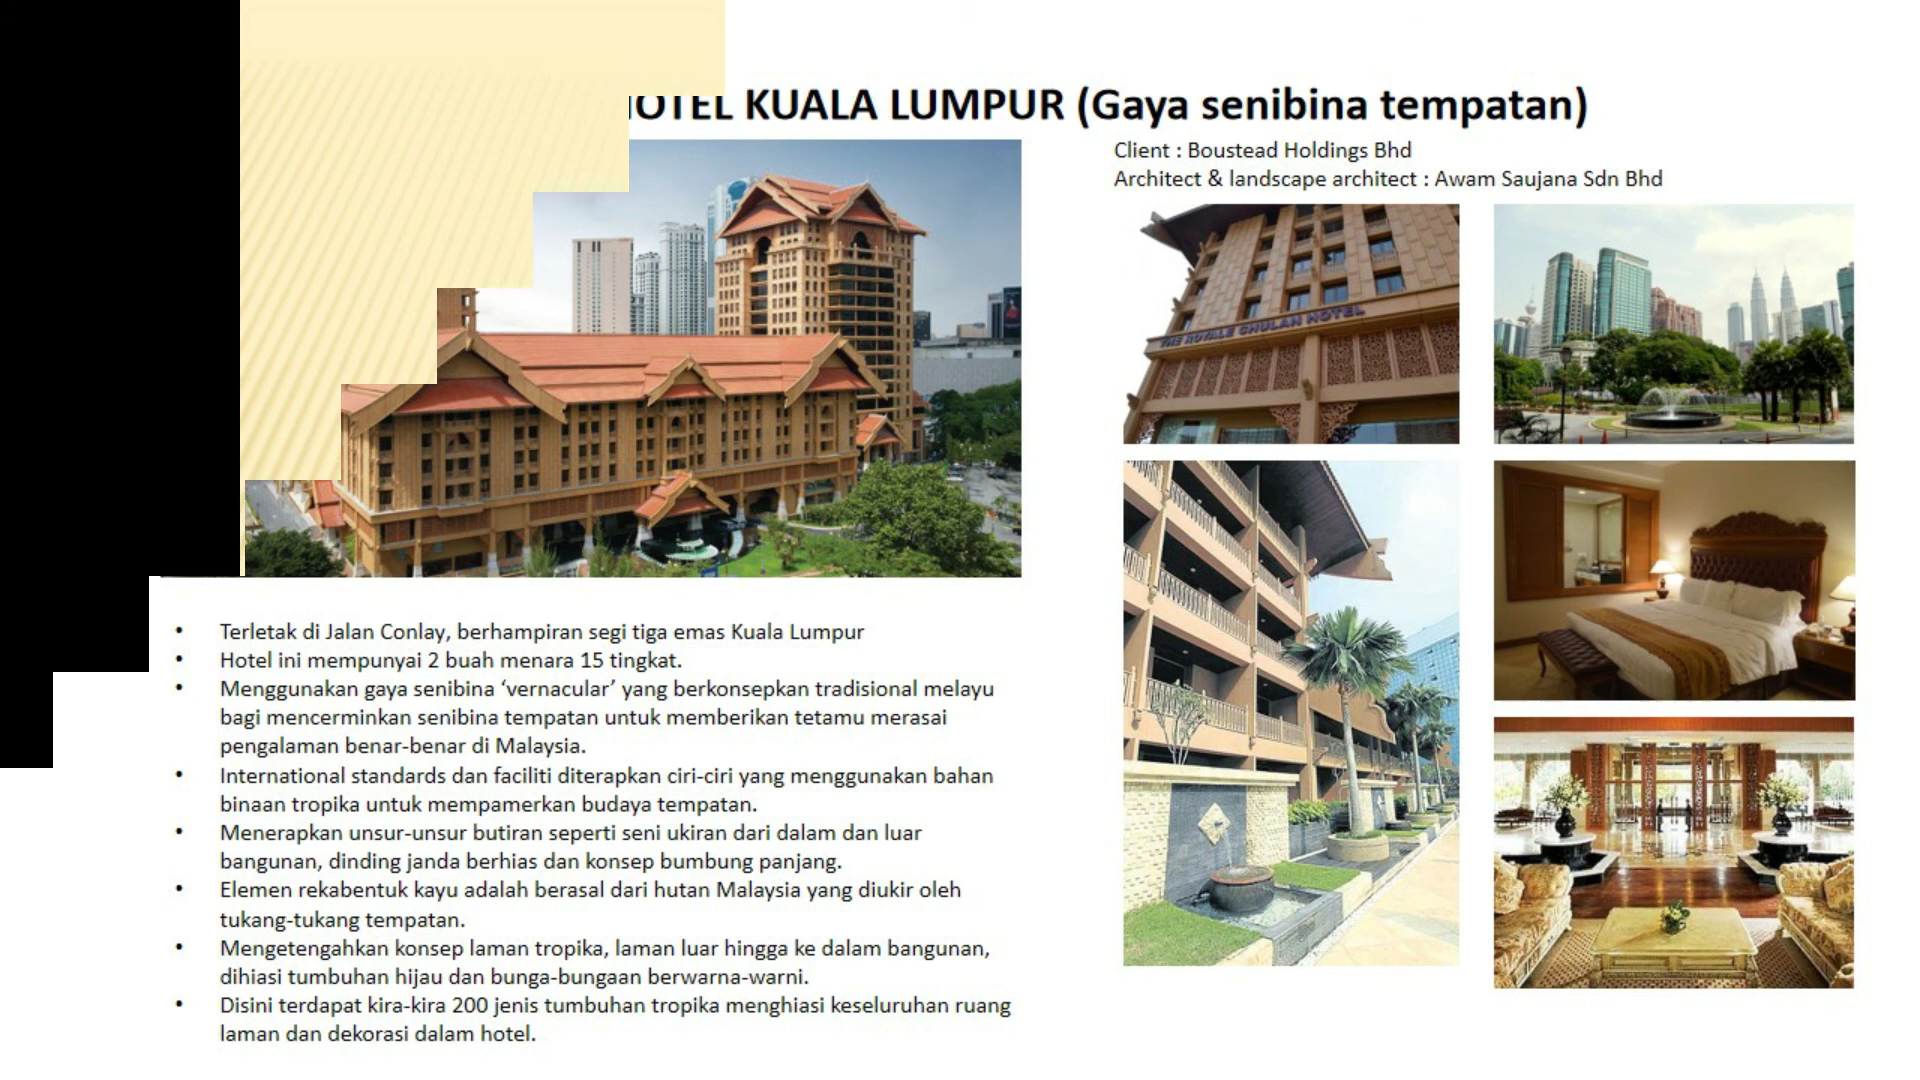 HOTEL KUALA LUMPUR (Gaya senibina tempatan)
Client : Boustead Holdings Bhd
Architect & landscape architect : Awam Saujana Sdn Bhd
THE ROYALE CHULAN HOTEL
• Terletak di Jalan Conlay, berhampiran segi tiga emas Kuala Lumpur
• Hotel ini mempunyai 2 buah menara 15 tingkat.
• Menggunakan gaya senibina ‘vernacular’ yang berkonsepkan tradisional melayu
bagi mencerminkan senibina tempatan untuk memberikan tetamu merasai
pengalaman benar-benar di Malaysia.
• International standards dan faciliti diterapkan ciri-ciri yang menggunakan bahan
binaan tropika untuk mempamerkan budaya tempatan.
• Menerapkan unsur-unsur butiran seperti seni ukiran dari dalam dan luar
bangunan, dinding janda berhias dan konsep bumbung panjang.
• Elemen rekabentuk kayu adalah berasal dari hutan Malaysia yang diukir oleh
tukang-tukang tempatan.
• Mengetengahkan konsep laman tropika, laman luar hingga ke dalam bangunan,
dihiasi tumbuhan hijau dan bunga-bungaan berwarna-warni.
• Disini terdapat kira-kira 200 jenis tumbuhan tropika menghiasi keseluruhan ruang
laman dan dekorasi dalam hotel.